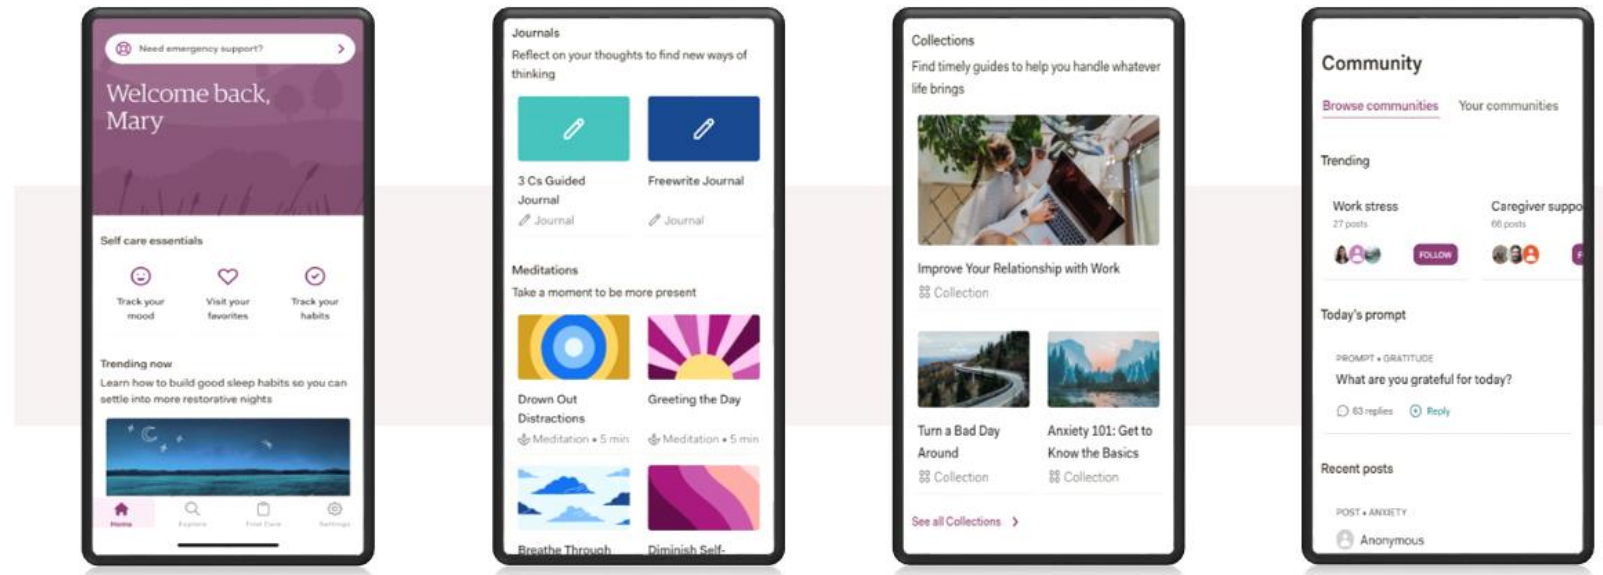 Need emergency support?
Welcome back,
Mary
Self care essentials
Track your
mood
Visit your
favorites
Track your
habits
Trending now
Learn how to build good sleep habits so you can
settle into more restorative nights
Home
Explore
Find Care
Settings
Journals
Reflect on your thoughts to find new ways of
thinking
3 Cs Guided
Journal
Journal
Freewrite Journal
Journal
Meditations
Take a moment to be more present
Drown Out
Distractions
Meditation • 5 min
Greeting the Day
Meditation • 5 min
Breathe Through
Diminish Self-
Collections
Find timely guides to help you handle whatever
life brings
Improve Your Relationship with Work
Collection
Turn a Bad Day
Around
Collection
Anxiety 101: Get to
Know the Basics
Collection
See all Collections
Community
Browse communities
Your communities
Trending
Work stress
27 posts
FOLLOW
Caregiver suppo
66 posts
F
Today's prompt
PROMPT • GRATITUDE
What are you grateful for today?
63 replies
Reply
Recent posts
POST • ANXIETY
Anonymous